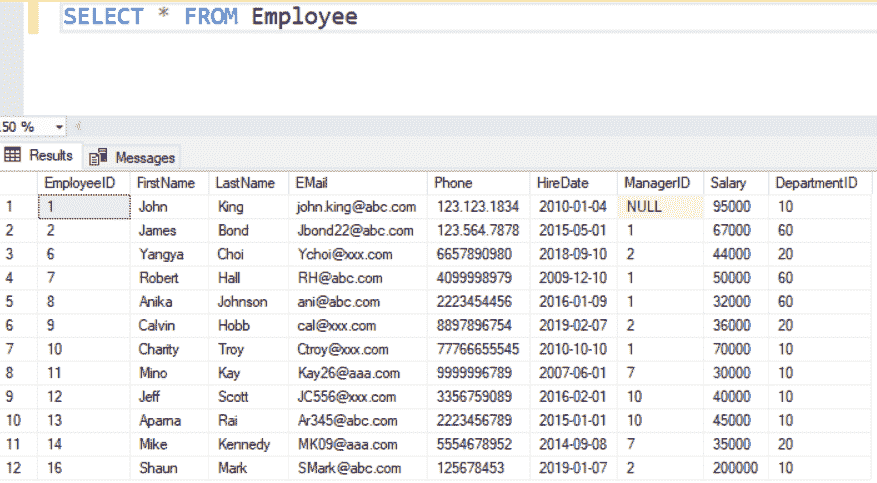 SELECT * FROM Employee
.50 %
Results Messages
EmployeeID FirstName LastName EMail Phone HireDate ManagerID Salary DepartmentID
1 1 John King john.king@abc.com 123.123.1834 2010-01-04 NULL 95000 10
2 2 James Bond Jbond22@abc.com 123.564.7878 2015-05-01 1 67000 60
3 6 Yangya Choi Ychoi@xxx.com 6657890980 2018-09-10 2 44000 20
4 7 Robert Hall RH@abc.com 4099998979 2009-12-10 1 50000 60
5 8 Anika Johnson ani@abc.com 2223454456 2016-01-09 1 32000 60
6 9 Calvin Hobb cal@xxx.com 8897896754 2019-02-07 2 36000 20
7 10 Charity Troy Ctroy@xxx.com 77766655545 2010-10-10 1 70000 10
8 11 Mino Kay Kay26@aaa.com 9999996789 2007-06-01 7 30000 10
9 12 Jeff Scott JC556@xxx.com 3356759089 2016-02-01 10 40000 10
10 13 Aparna Rai Ar345@abc.com 2223456789 2015-01-01 10 45000 10
11 14 Mike Kennedy MK09@aaa.com 5554678952 2014-09-08 7 35000 20
12 16 Shaun Mark SMark@abc.com 125678453 2019-01-07 2 200000 10